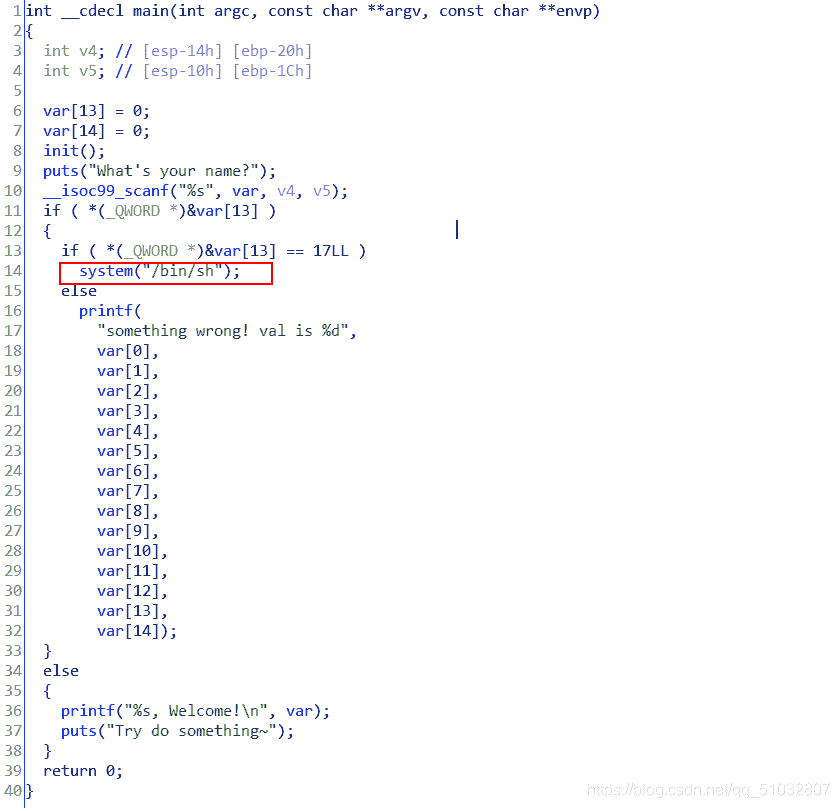 1 int __cdecl main(int argc, const char **argv, const char **envp)
2 {
3 int v4; // [esp-14h] [ebp-20h]
4 int v5; // [esp-10h] [ebp-1Ch]
5
6 var[13] = 0;
7 var[14] = 0;
8 init();
9 puts("What's your name?");
10 __isoc99_scanf("%s", var, v4, v5);
11 if ( *(_QWORD *)&var[13] )
12 {
13 if ( *(_QWORD *)&var[13] == 17LL )
14 system("/bin/sh");
15 else
16 printf(
17 "something wrong! val is %d",
18 var[0],
19 var[1],
20 var[2],
21 var[3],
22 var[4],
23 var[5],
24 var[6],
25 var[7],
26 var[8],
27 var[9],
28 var[10],
29 var[11],
30 var[12],
31 var[13],
32 var[14]);
33 }
34 else
35 {
36 printf("%s, Welcome!\n", var);
37 puts("Try do something~");
38 }
39 return 0;
40 }
https://blog.csdn.net/qq_51032807